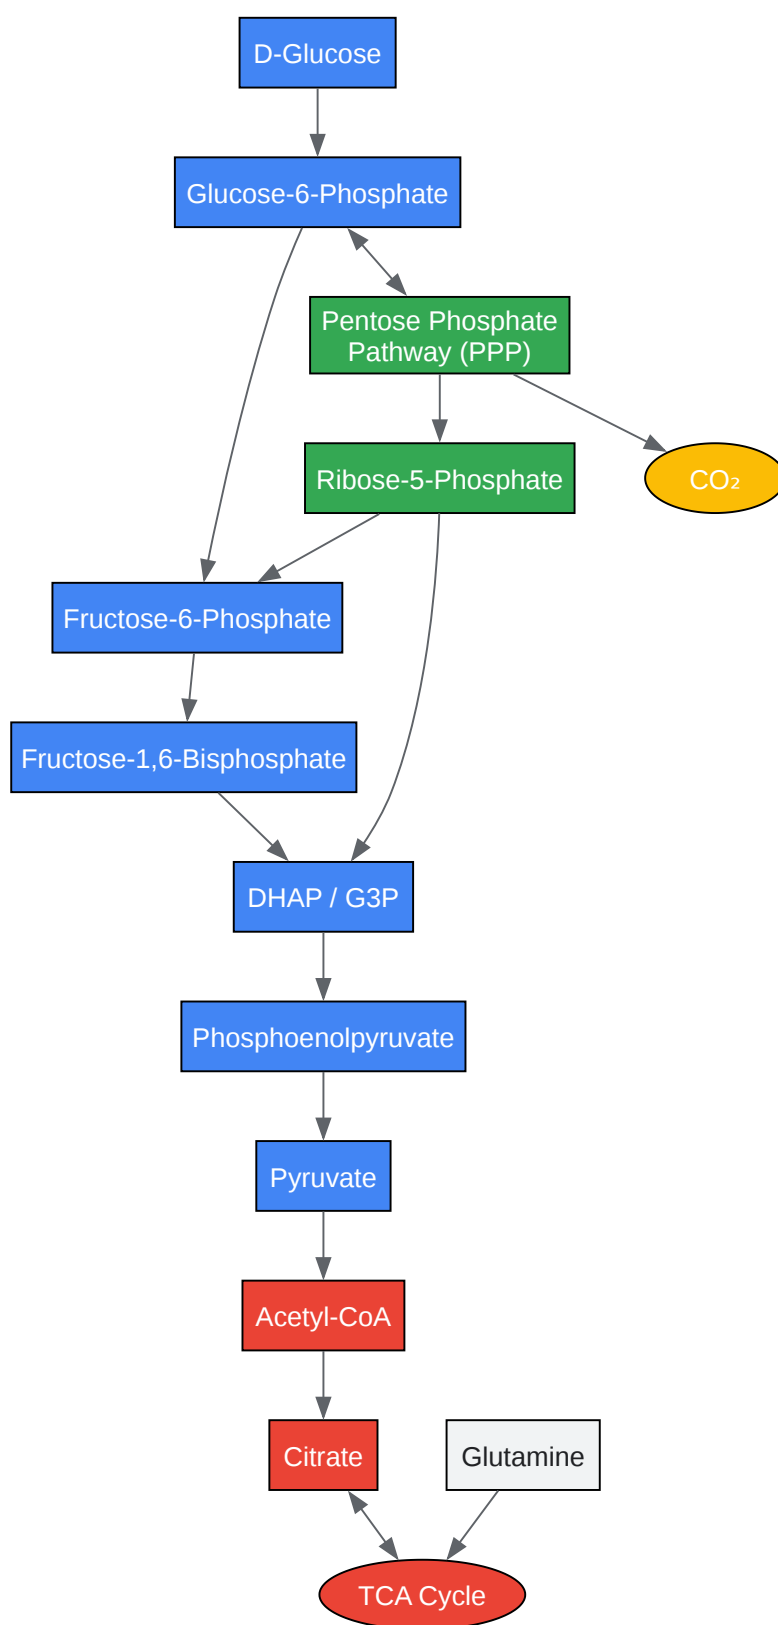 D-Glucose
Glucose-6-Phosphate
Pentose Phosphate
Pathway (PPP)
Ribose-5-Phosphate
CO₂
Fructose-6-Phosphate
Fructose-1,6-Bisphosphate
DHAP / G3P
Phosphoenolpyruvate
Pyruvate
Acetyl-CoA
Citrate
Glutamine
TCA Cycle